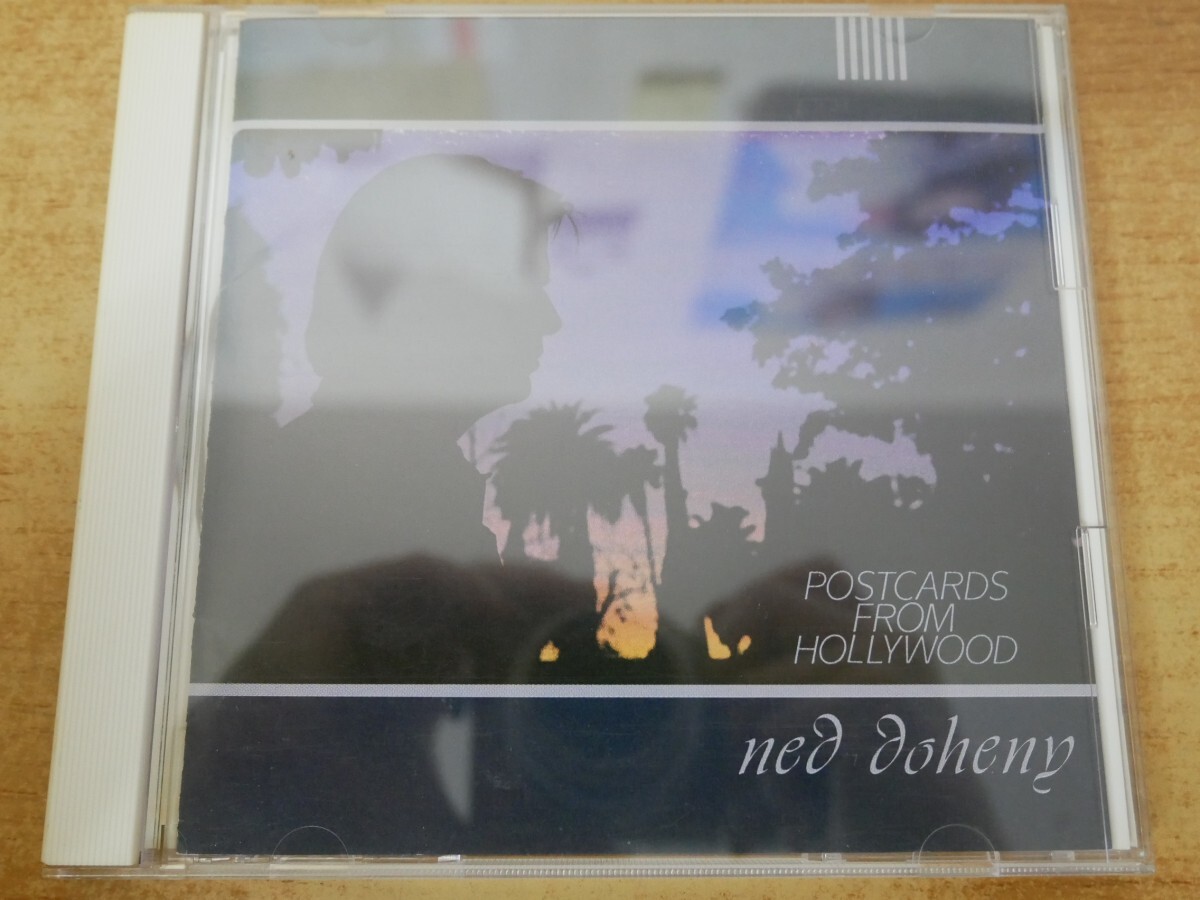 POSTCARDS
FROM
HOLLYWOOD
ned doheny